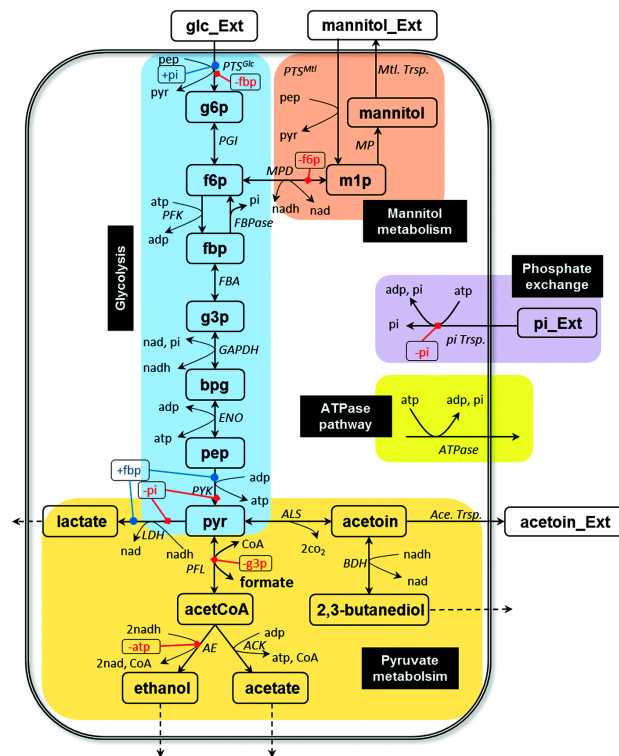 glc_Ext
mannitol_Ext
pep
+pi
PTSGlc
-fbp
pyr
g6p
PTSMtl
Mtl. Trsp.
pep
mannitol
pyr
MP
PGI
-f6p
MPD
f6p
m1p
nadh
nad
atp
pi
PFK
FBPase
adp
fbp
Mannitol
metabolism
Glycolysis
FBA
Phosphate
exchange
adp, pi
atp
g3p
pi
pi_Ext
pi Trsp.
-pi
nad, pi
GAPDH
nadh
bpg
adp
ENO
atp
ATPase
pathway
atp
adp, pi
ATPase
pep
+fbp
adp
-pi
PYK
atp
lactate
pyr
ALS
acetoin
Ace. Trsp.
acetoin_Ext
LDH
nad
nadh
CoA
2co2
PFL
-g3p
formate
BDH
nadh
nad
acetCoA
2,3-butanediol
2nadh
adp
-atp
AE
ACK
2nad, CoA
atp, CoA
Pyruvate
metabolsim
ethanol
acetate